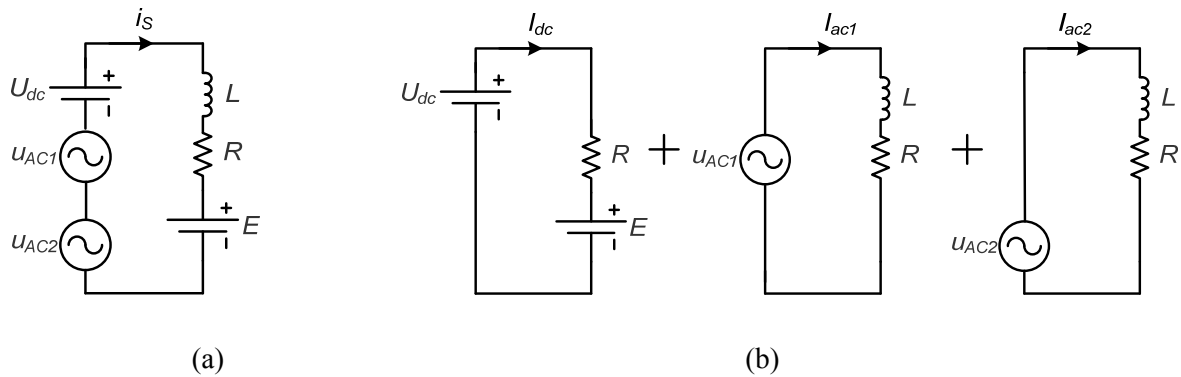 i_S
U_dc + L
u_AC1 R
u_AC2 + E
(a)
I_dc
U_dc +
R
+ E
+
I_ac1
L
u_AC1 R
+
I_ac2
L
R
u_AC2
(b)